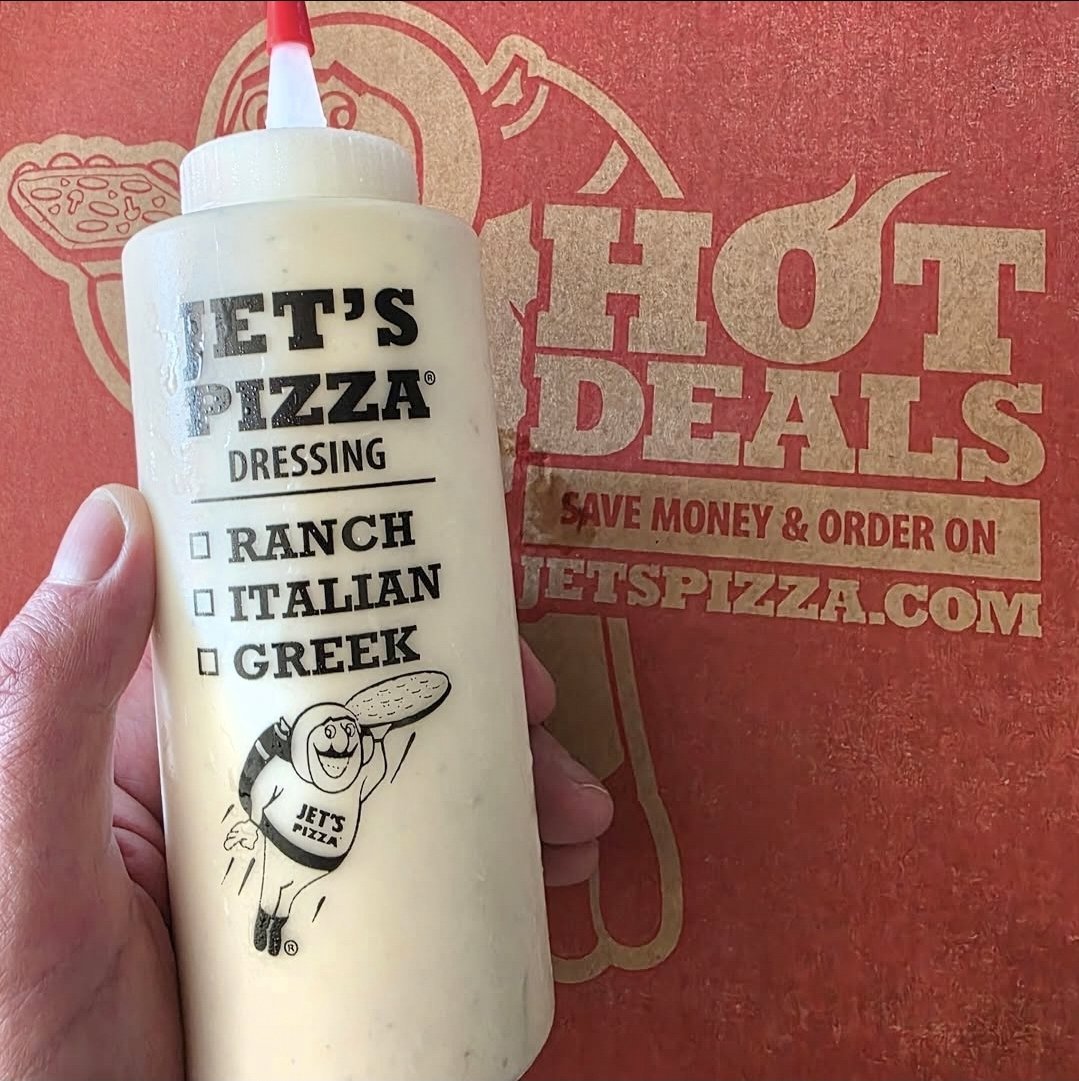 JET'S
PIZZA®
DRESSING
☐ RANCH
☐ ITALIAN
☐ GREEK
JET'S
PIZZA
®
HOT
DEALS
SAVE MONEY & ORDER ON
JETSPIZZA.COM